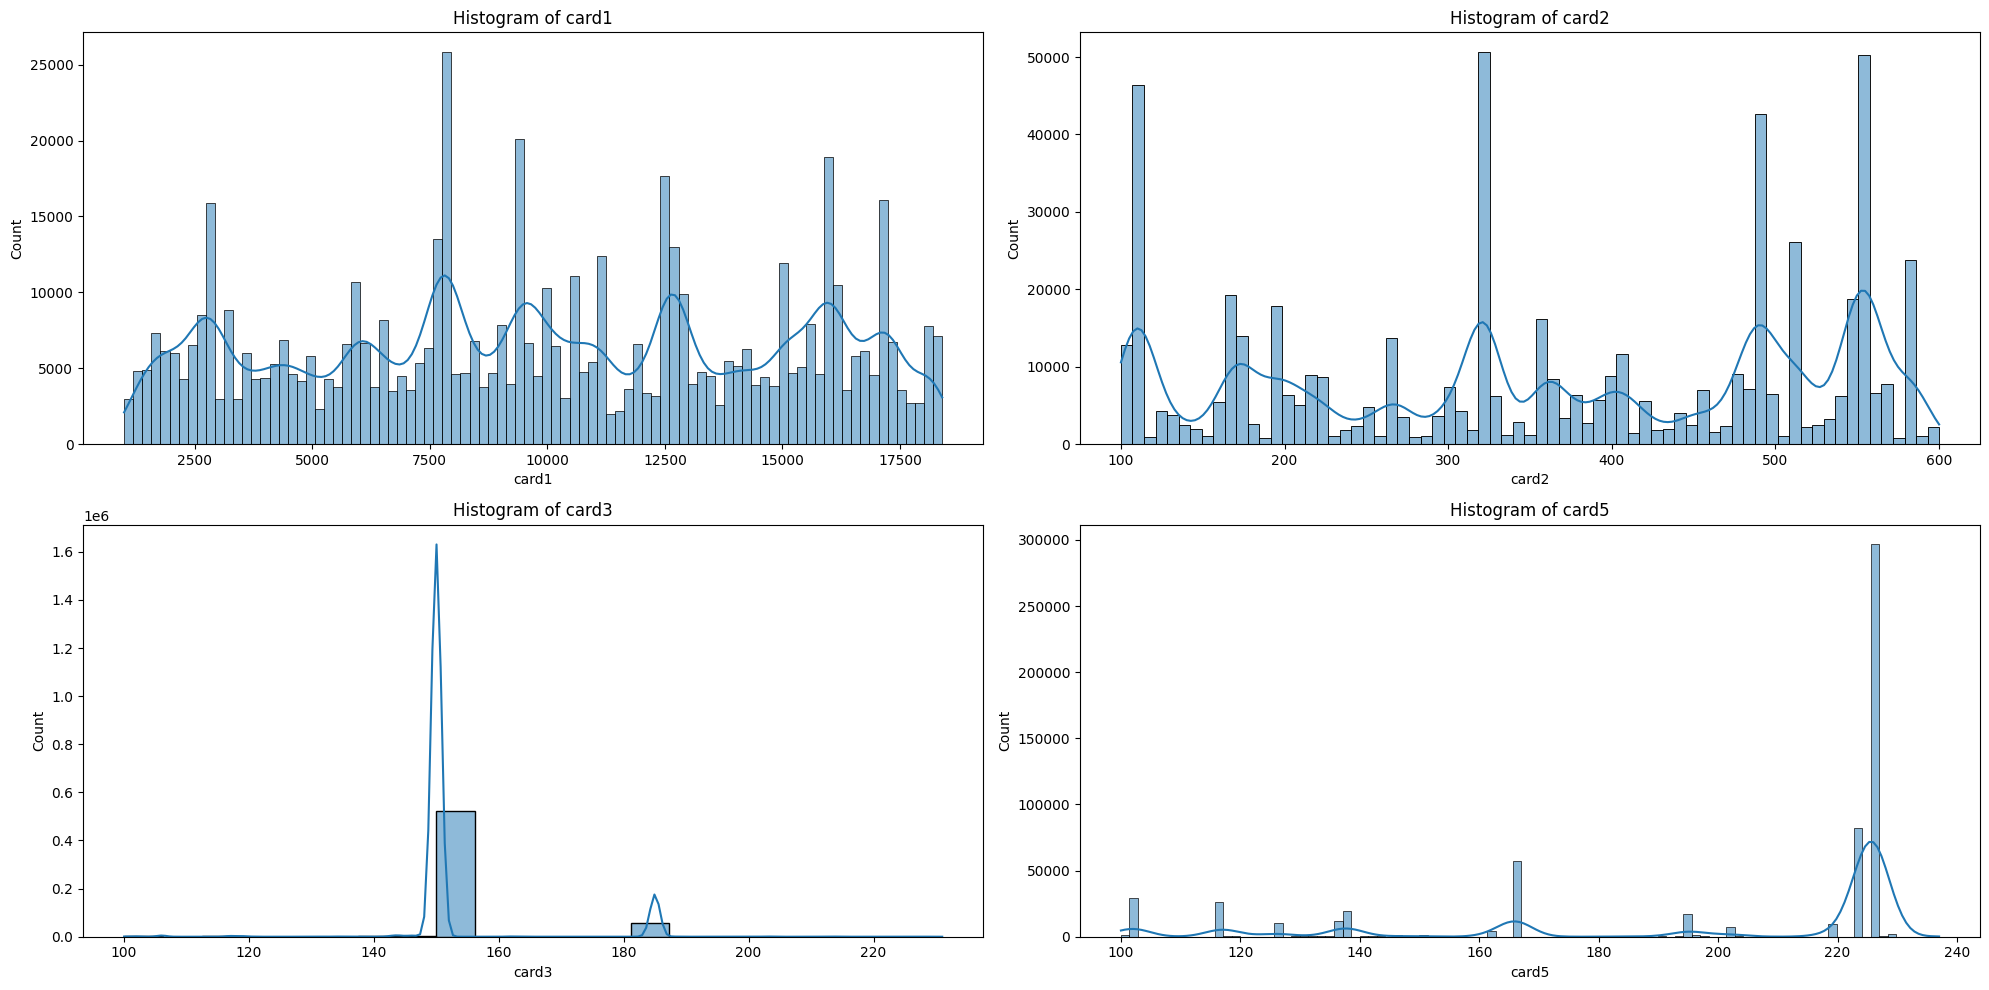 Histogram of card1
Count
25000
20000
15000
10000
5000
0
2500 5000 7500 10000 12500 15000 17500
card1
Histogram of card2
Count
50000
40000
30000
20000
10000
0
100 200 300 400 500 600
card2
Histogram of card3
1e6
Count
1.6
1.4
1.2
1.0
0.8
0.6
0.4
0.2
0.0
100 120 140 160 180 200 220
card3
Histogram of card5
Count
300000
250000
200000
150000
100000
50000
0
100 120 140 160 180 200 220 240
card5